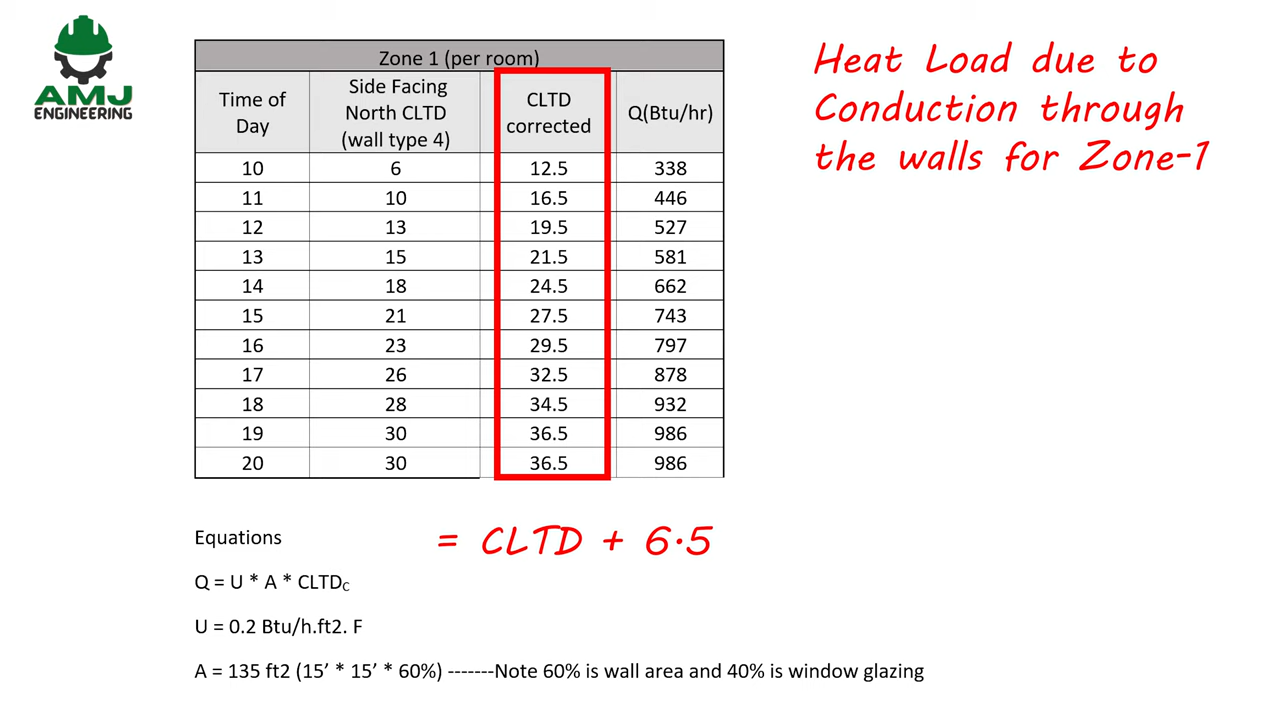 AMJ
ENGINEERING
Heat Load due to
Conduction through
the walls for Zone-1
Zone 1 (per room)
Time of Day | Side Facing North CLTD (wall type 4) | CLTD corrected | Q(Btu/hr)
10 | 6 | 12.5 | 338
11 | 10 | 16.5 | 446
12 | 13 | 19.5 | 527
13 | 15 | 21.5 | 581
14 | 18 | 24.5 | 662
15 | 21 | 27.5 | 743
16 | 23 | 29.5 | 797
17 | 26 | 32.5 | 878
18 | 28 | 34.5 | 932
19 | 30 | 36.5 | 986
20 | 30 | 36.5 | 986
Equations
= CLTD + 6.5
Q = U * A * CLTDC
U = 0.2 Btu/h.ft2. F
A = 135 ft2 (15’ * 15’ * 60%) -------Note 60% is wall area and 40% is window glazing